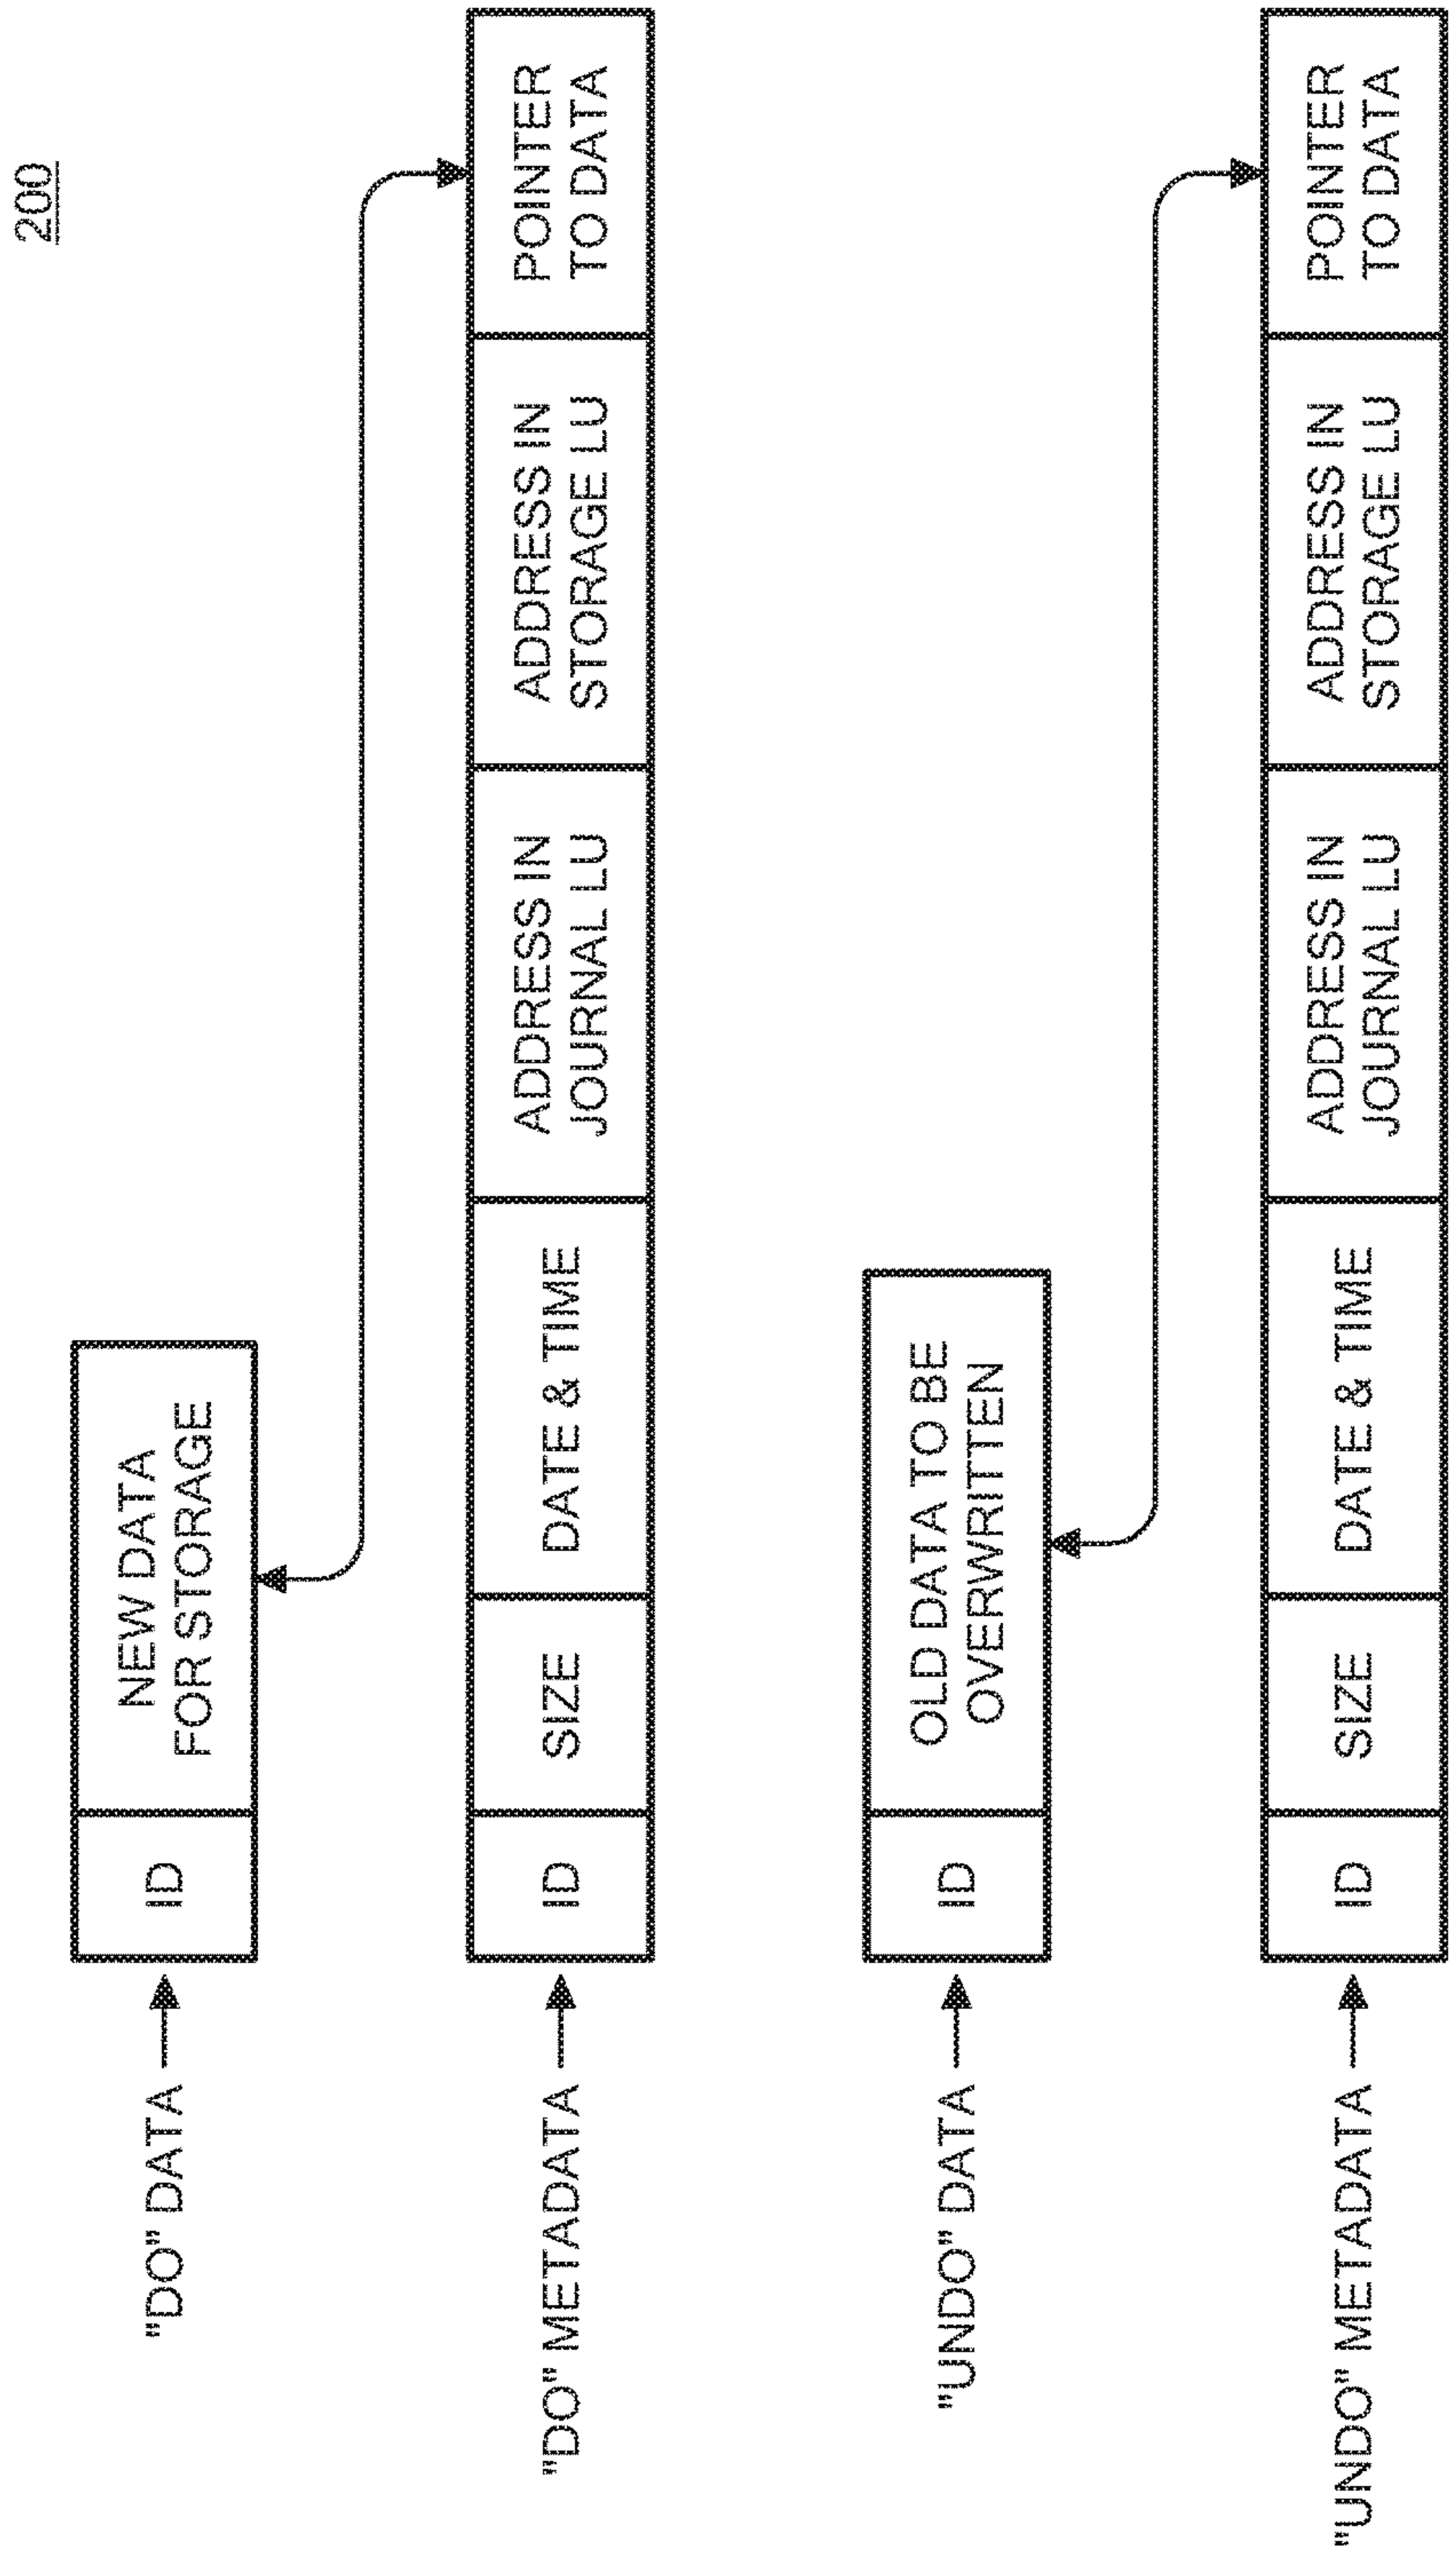 200
"DO" DATA
ID
NEW DATA
FOR STORAGE
"DO" METADATA
ID
SIZE
DATE & TIME
ADDRESS IN
JOURNAL LU
ADDRESS IN
STORAGE LU
POINTER
TO DATA
"UNDO" DATA
ID
OLD DATA TO BE
OVERWRITTEN
"UNDO" METADATA
ID
SIZE
DATE & TIME
ADDRESS IN
JOURNAL LU
ADDRESS IN
STORAGE LU
POINTER
TO DATA